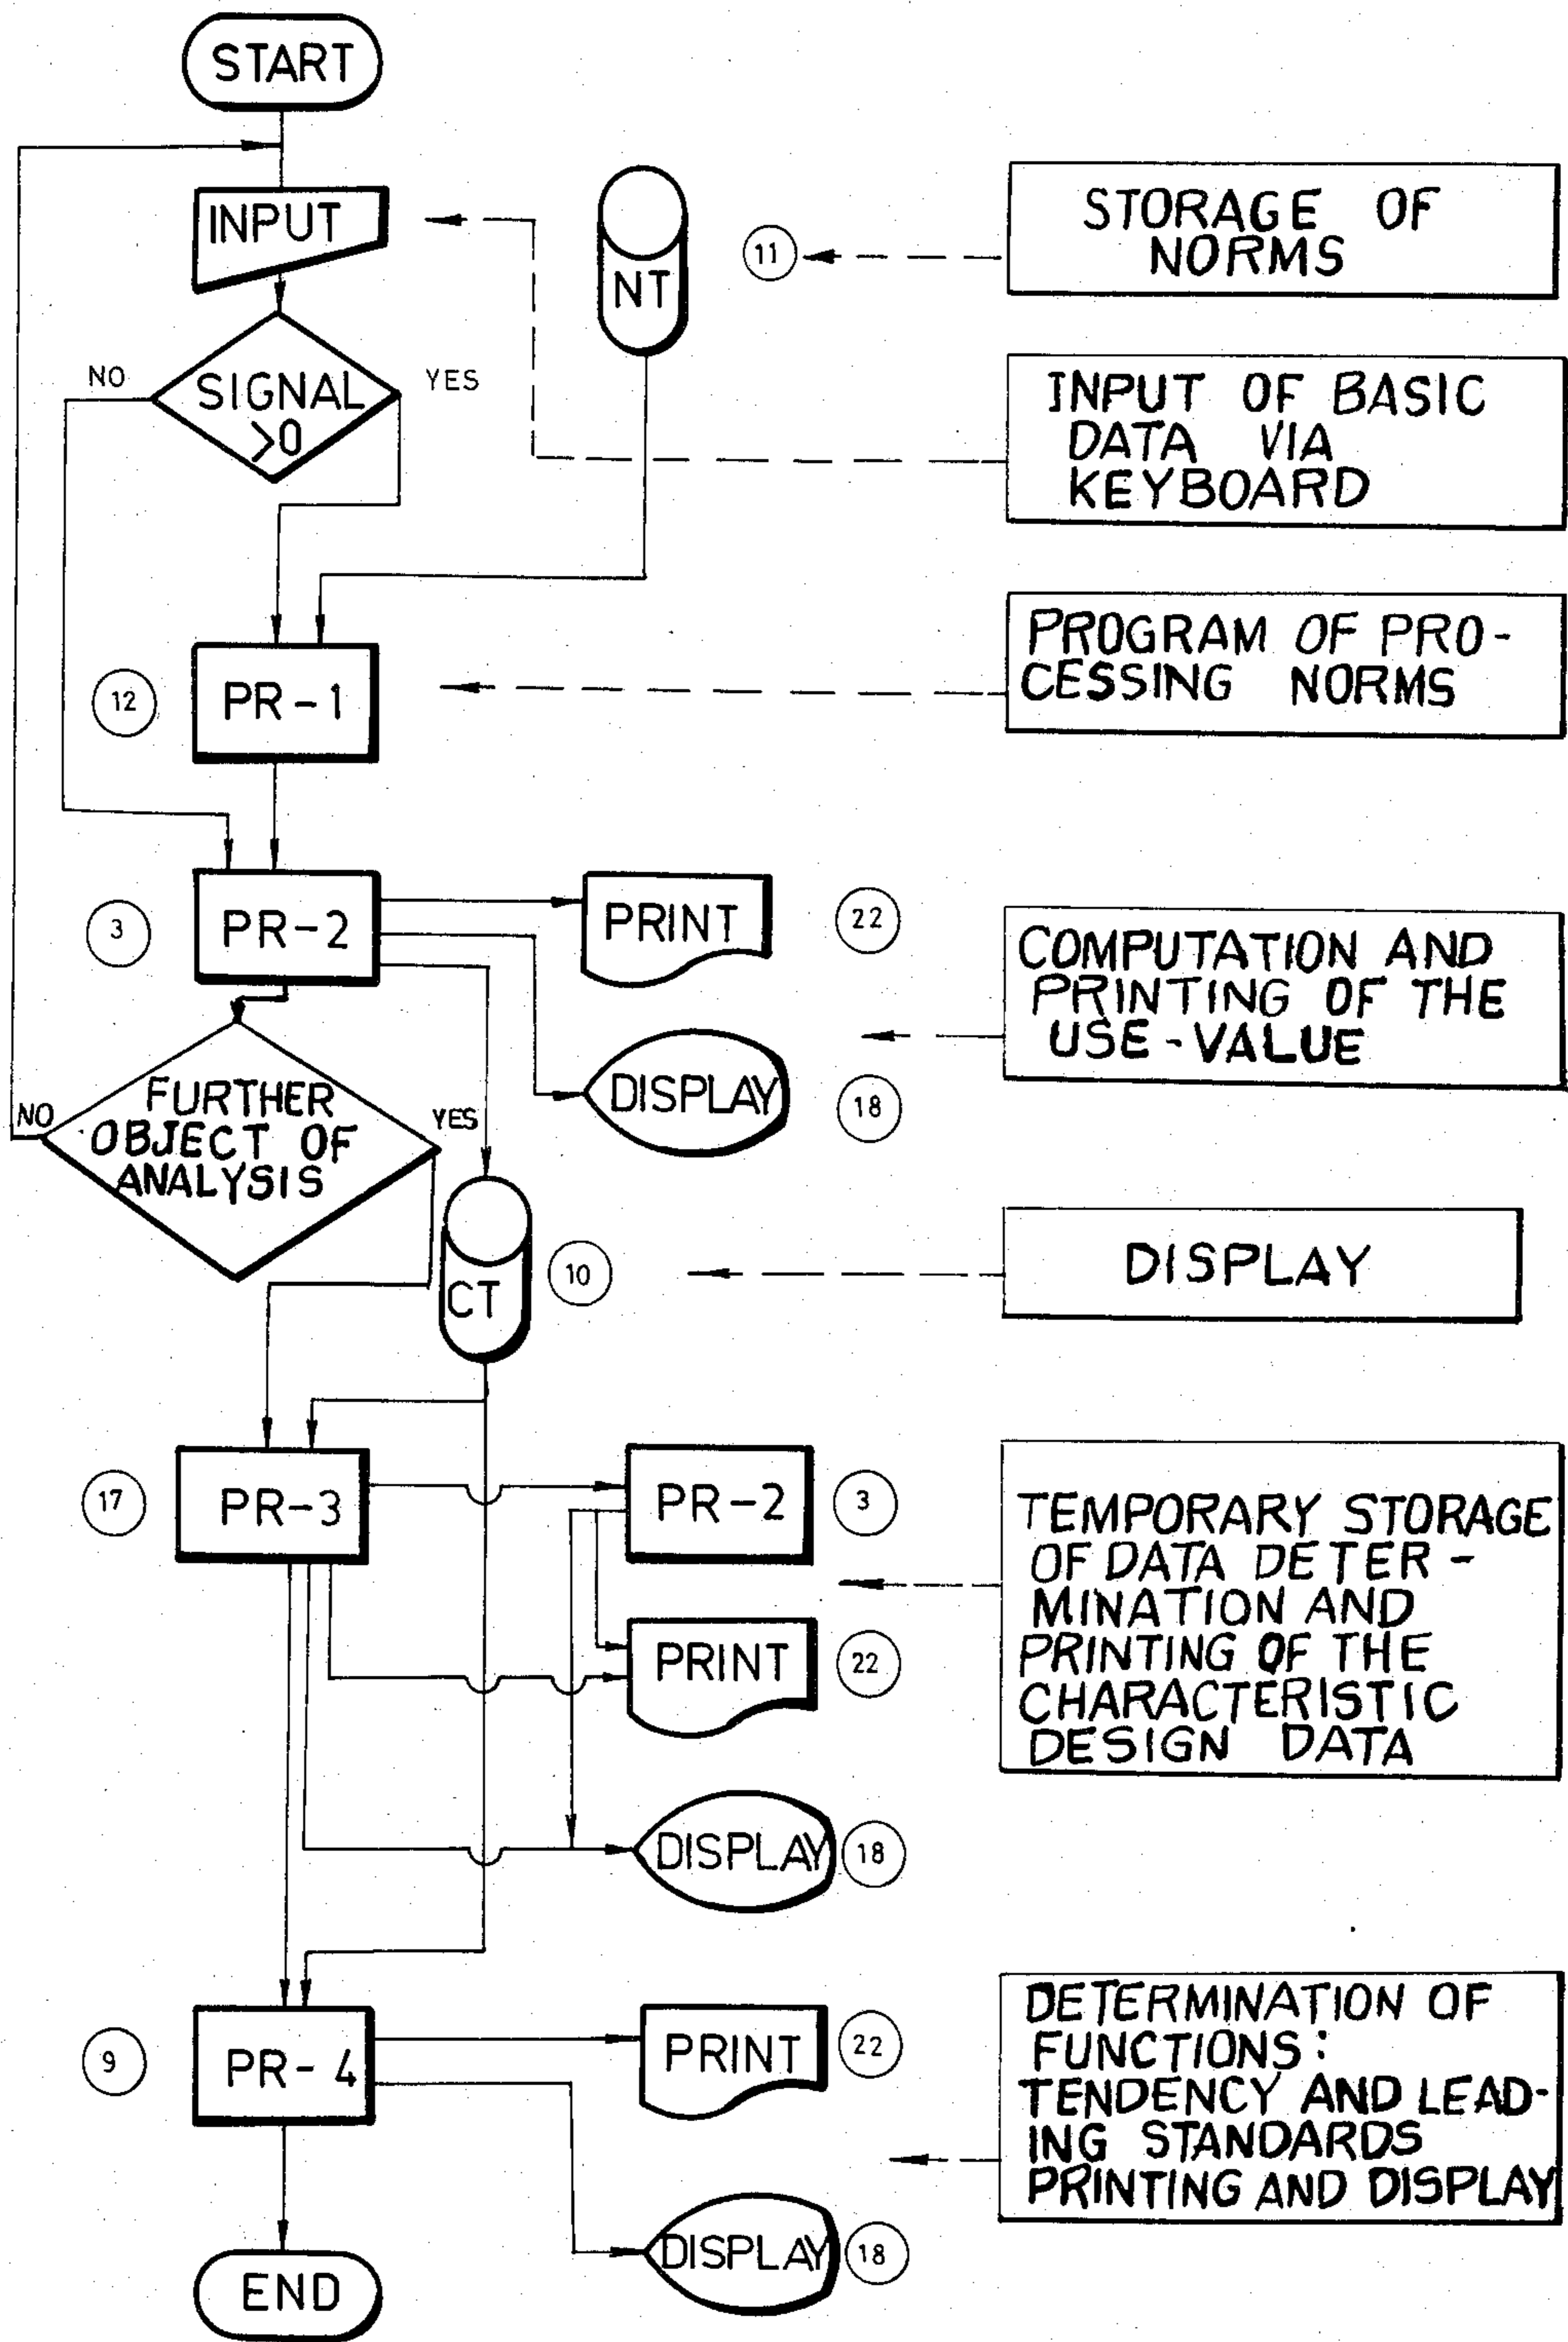 START
INPUT
NT
11
STORAGE OF
NORMS
NO
SIGNAL
>0
YES
INPUT OF BASIC
DATA VIA
KEYBOARD
12
PR-1
PROGRAM OF PRO-
CESSING NORMS
3
PR-2
PRINT
22
COMPUTATION AND
PRINTING OF THE
USE-VALUE
DISPLAY
18
NO
FURTHER
OBJECT OF
ANALYSIS
YES
CT
10
DISPLAY
17
PR-3
PR-2
3
TEMPORARY STORAGE
OF DATA DETER-
MINATION AND
PRINTING OF THE
CHARACTERISTIC
DESIGN DATA
PRINT
22
DISPLAY
18
9
PR-4
PRINT
22
DETERMINATION OF
FUNCTIONS:
TENDENCY AND LEAD-
ING STANDARDS
PRINTING AND DISPLAY
DISPLAY
18
END